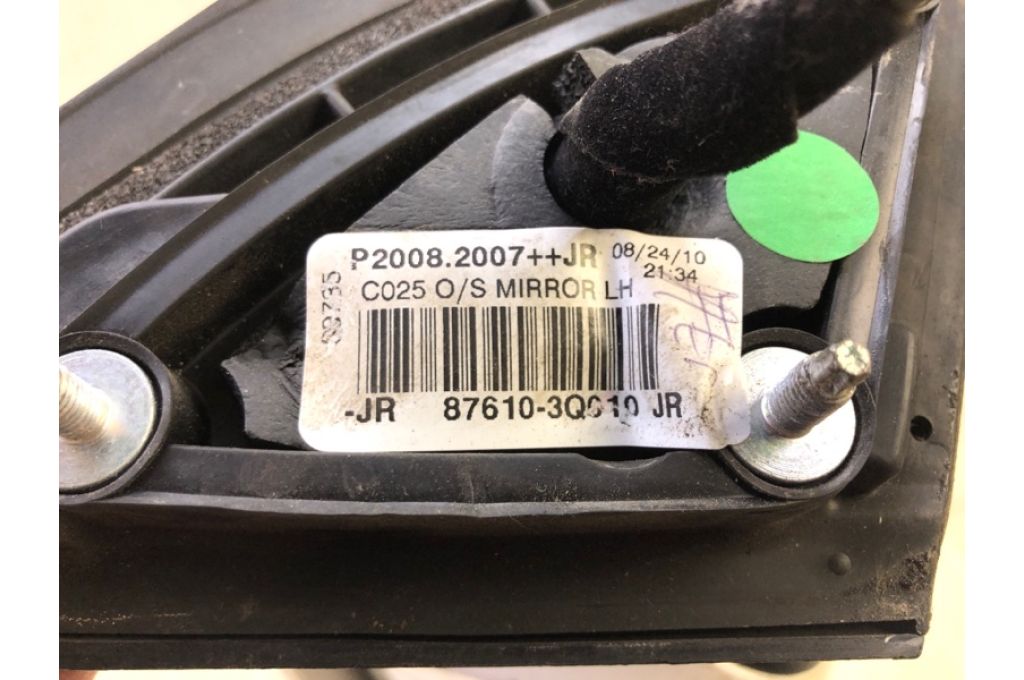 P2008.2007++JR 08/24/10
21:34
C025 O/S MIRROR LH
-JR 87610-3Q010 JR